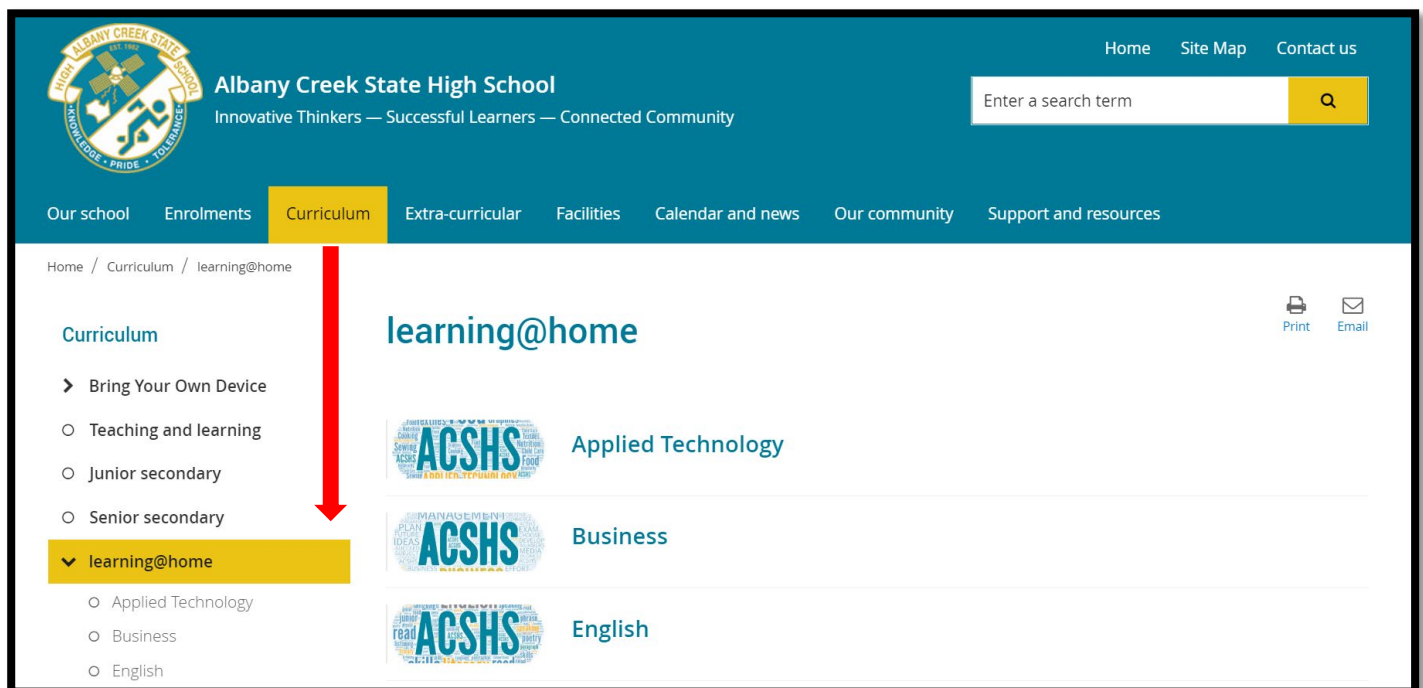 ALBANY CREEK STATE HIGH SCHOOL
EST. 1982
KNOWLEDGE • PRIDE • TOLERANCE
Home Site Map Contact us
Albany Creek State High School
Innovative Thinkers — Successful Learners — Connected Community
Enter a search term
Our school Enrolments Curriculum Extra-curricular Facilities Calendar and news Our community Support and resources
Home / Curriculum / learning@home
Print Email
Curriculum
Bring Your Own Device
Teaching and learning
Junior secondary
Senior secondary
learning@home
Applied Technology
Business
English
learning@home
ACSHS
Applied Technology
MANAGEMENT
ACSHS
Business
ACSHS
read
English